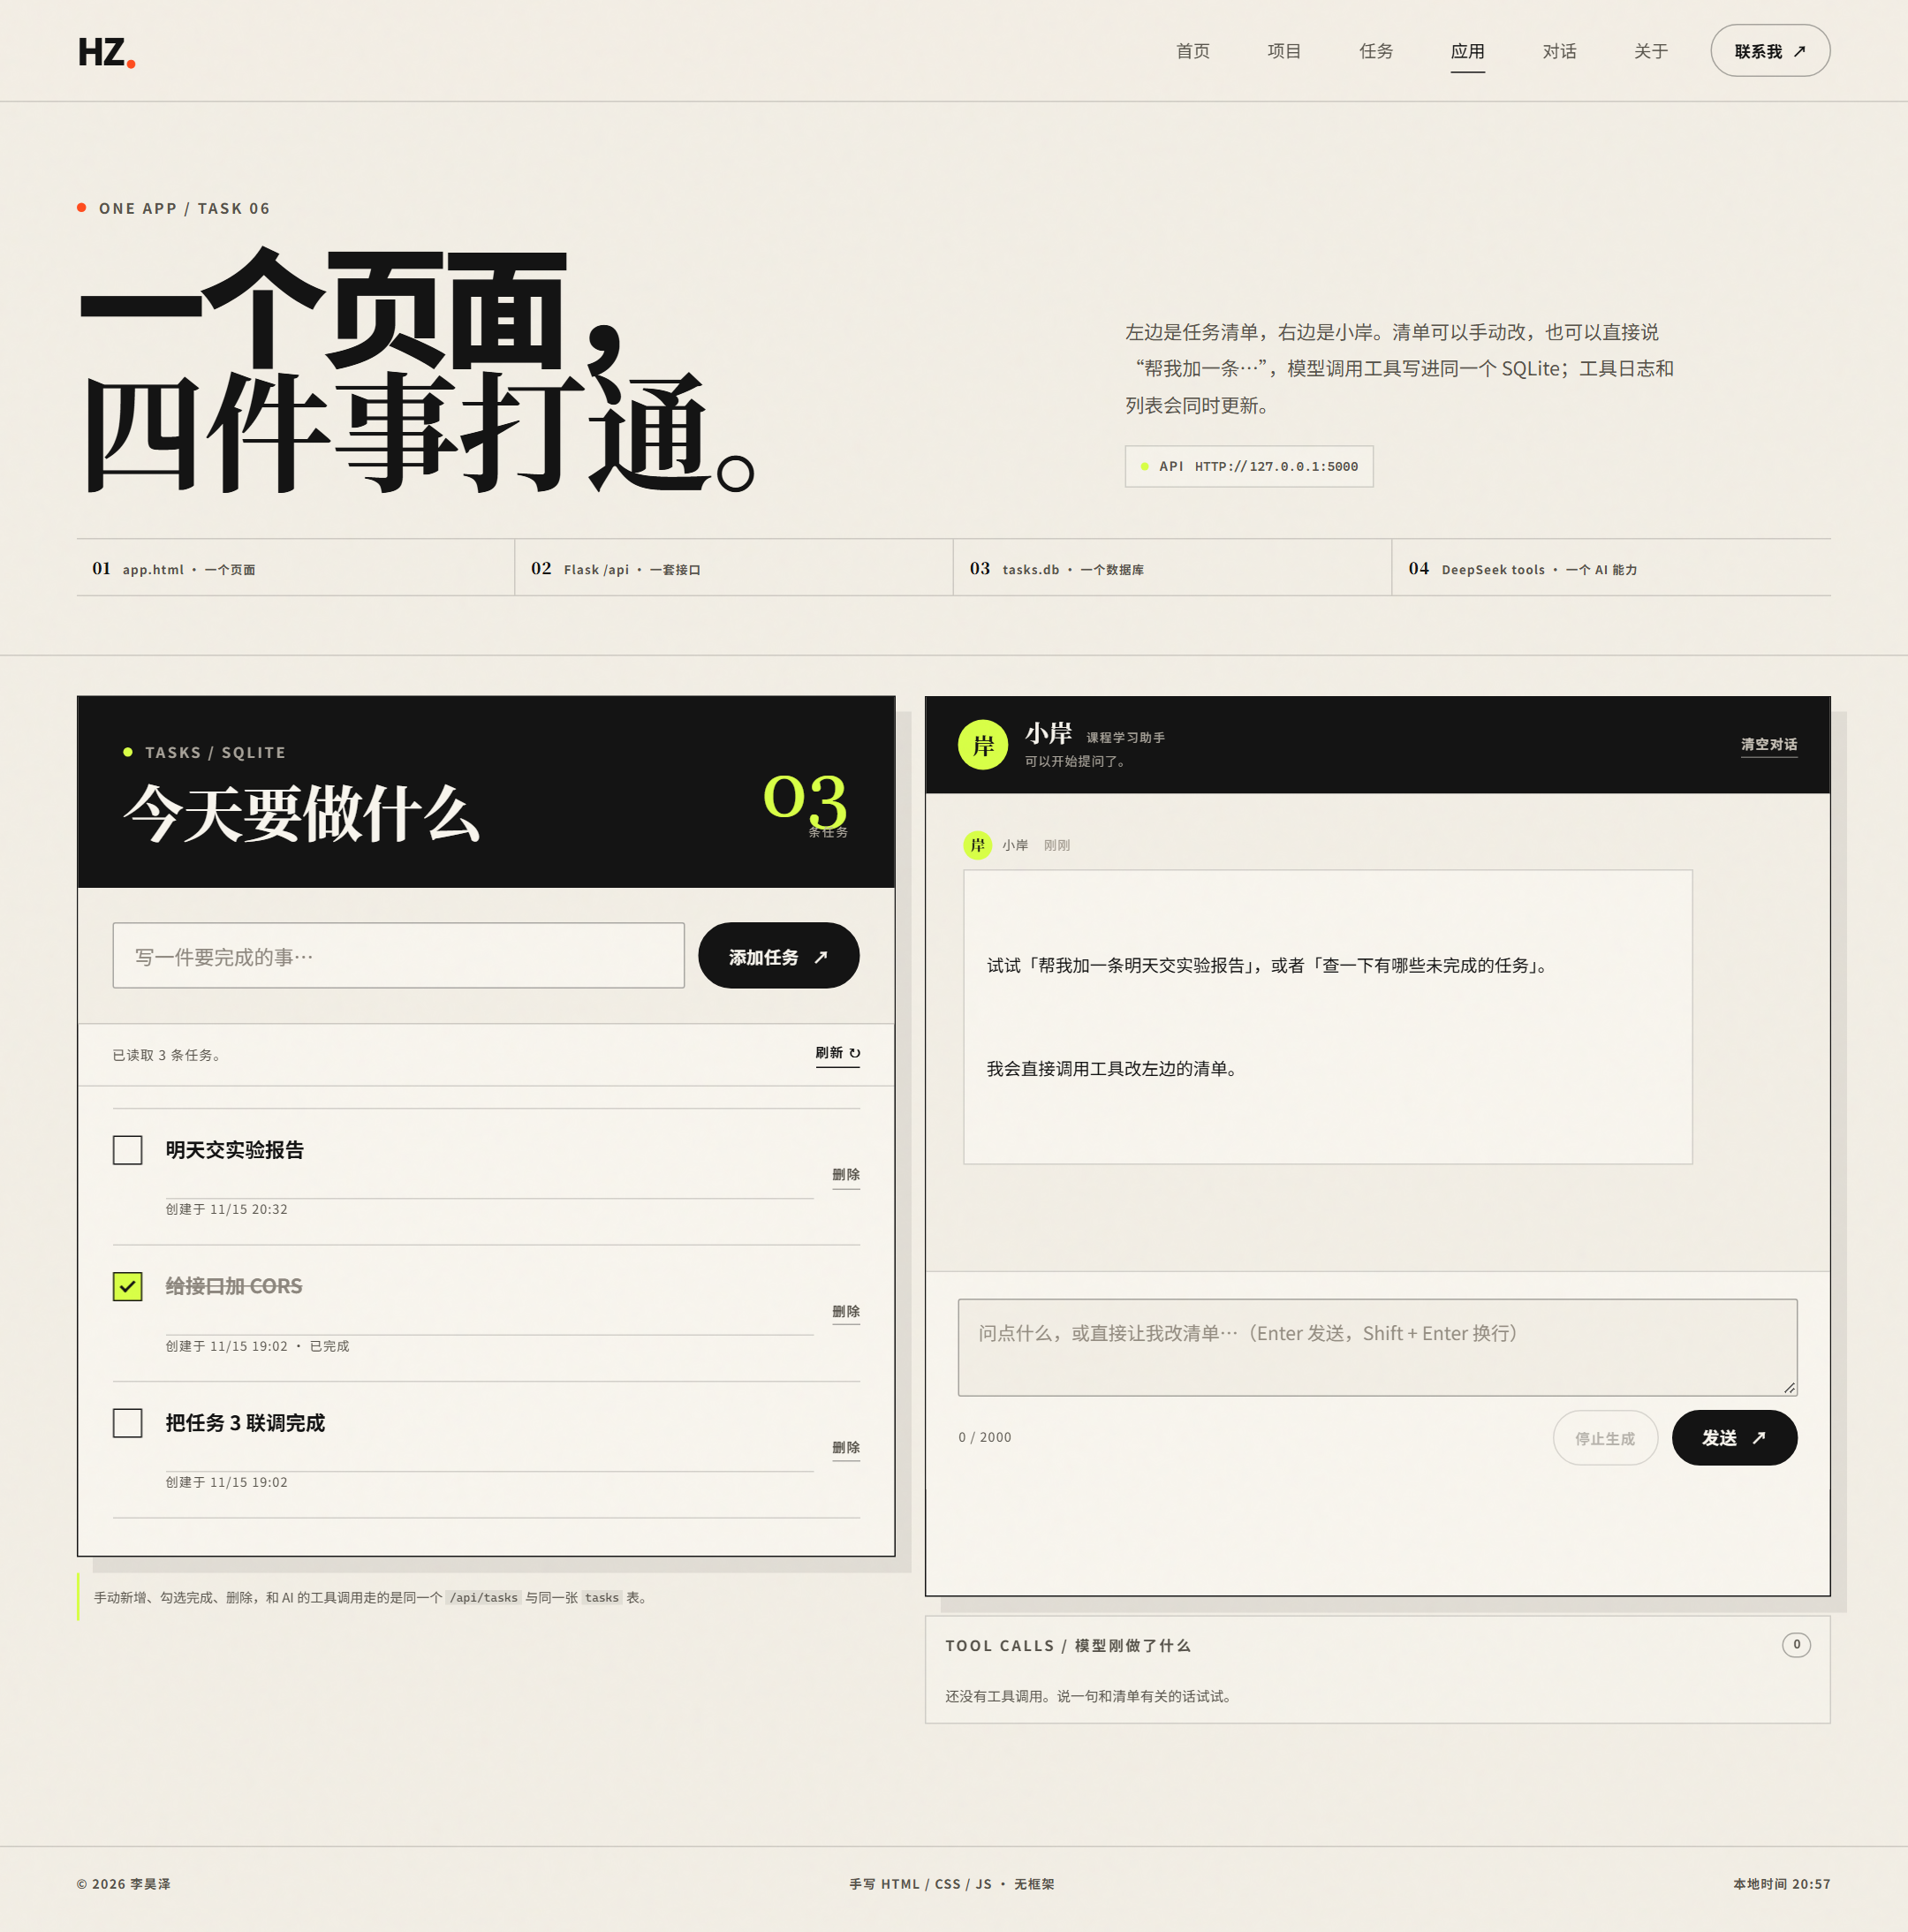 HZ.
首页
项目
任务
应用
对话
关于
联系我 ↗
ONE APP / TASK 06
一个页面，
四件事打通。
左边是任务清单，右边是小岸。清单可以手动改，也可以直接说
“帮我加一条…”，模型调用工具写进同一个 SQLite；工具日志和
列表会同时更新。
API HTTP://127.0.0.1:5000
01 app.html · 一个页面
02 Flask /api · 一套接口
03 tasks.db · 一个数据库
04 DeepSeek tools · 一个 AI 能力
TASKS / SQLITE
今天要做什么
03
条任务
写一件要完成的事…
添加任务 ↗
已读取 3 条任务。
刷新 ↻
明天交实验报告
删除
创建于 11/15 20:32
给接口加 CORS
删除
创建于 11/15 19:02 · 已完成
把任务 3 联调完成
删除
创建于 11/15 19:02
手动新增、勾选完成、删除，和 AI 的工具调用走的是同一个 /api/tasks 与同一张 tasks 表。
岸
小岸 课程学习助手
可以开始提问了。
清空对话
岸 小岸 刚刚
试试「帮我加一条明天交实验报告」，或者「查一下有哪些未完成的任务」。
我会直接调用工具改左边的清单。
问点什么，或直接让我改清单…（Enter 发送，Shift + Enter 换行）
0 / 2000
停止生成
发送 ↗
TOOL CALLS / 模型刚做了什么
0
还没有工具调用。说一句和清单有关的话试试。
© 2026 李昊泽
手写 HTML / CSS / JS · 无框架
本地时间 20:57